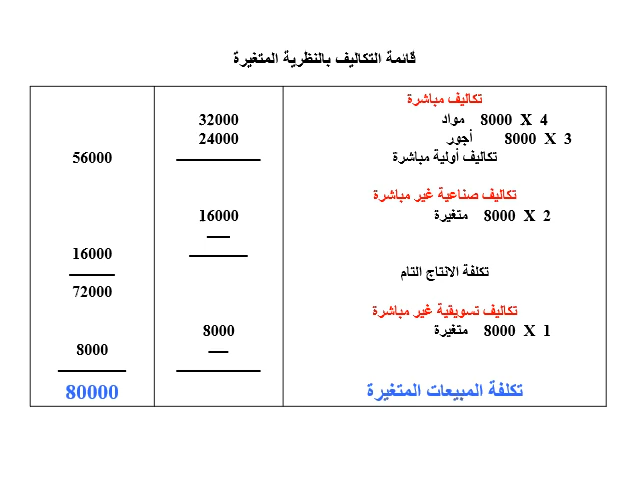 قائمة التكاليف بالنظرية المتغيرة
تكاليف مباشرة
مواد 8000 X 4 32000
أجور 8000 X 3 24000
تكاليف أولية مباشرة 56000
تكاليف صناعية غير مباشرة
متغيرة 8000 X 2 16000
—
16000
تكلفة الانتاج التام
72000
تكاليف تسويقية غير مباشرة
متغيرة 8000 X 1 8000
8000 —
تكلفة المبيعات المتغيرة 80000